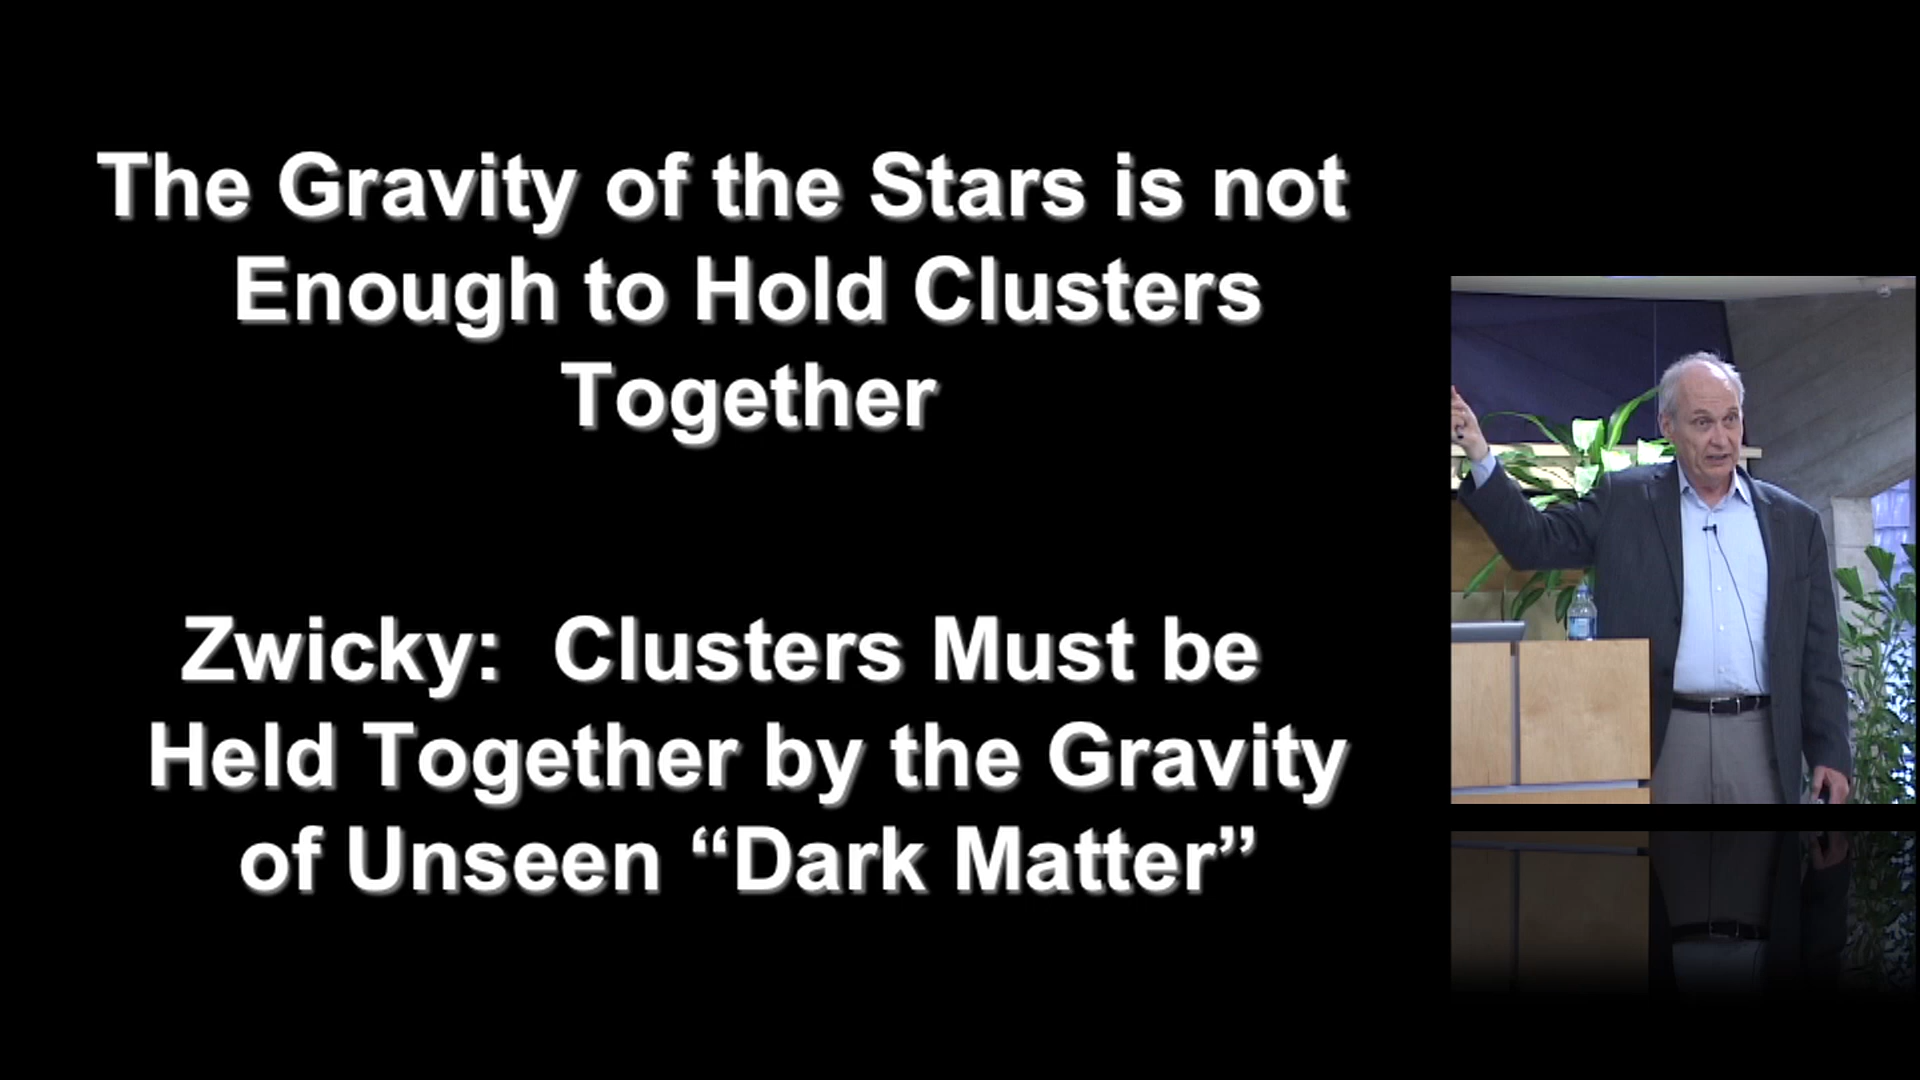 The Gravity of the Stars is not
Enough to Hold Clusters
Together
Zwicky:  Clusters Must be
Held Together by the Gravity
of Unseen “Dark Matter”